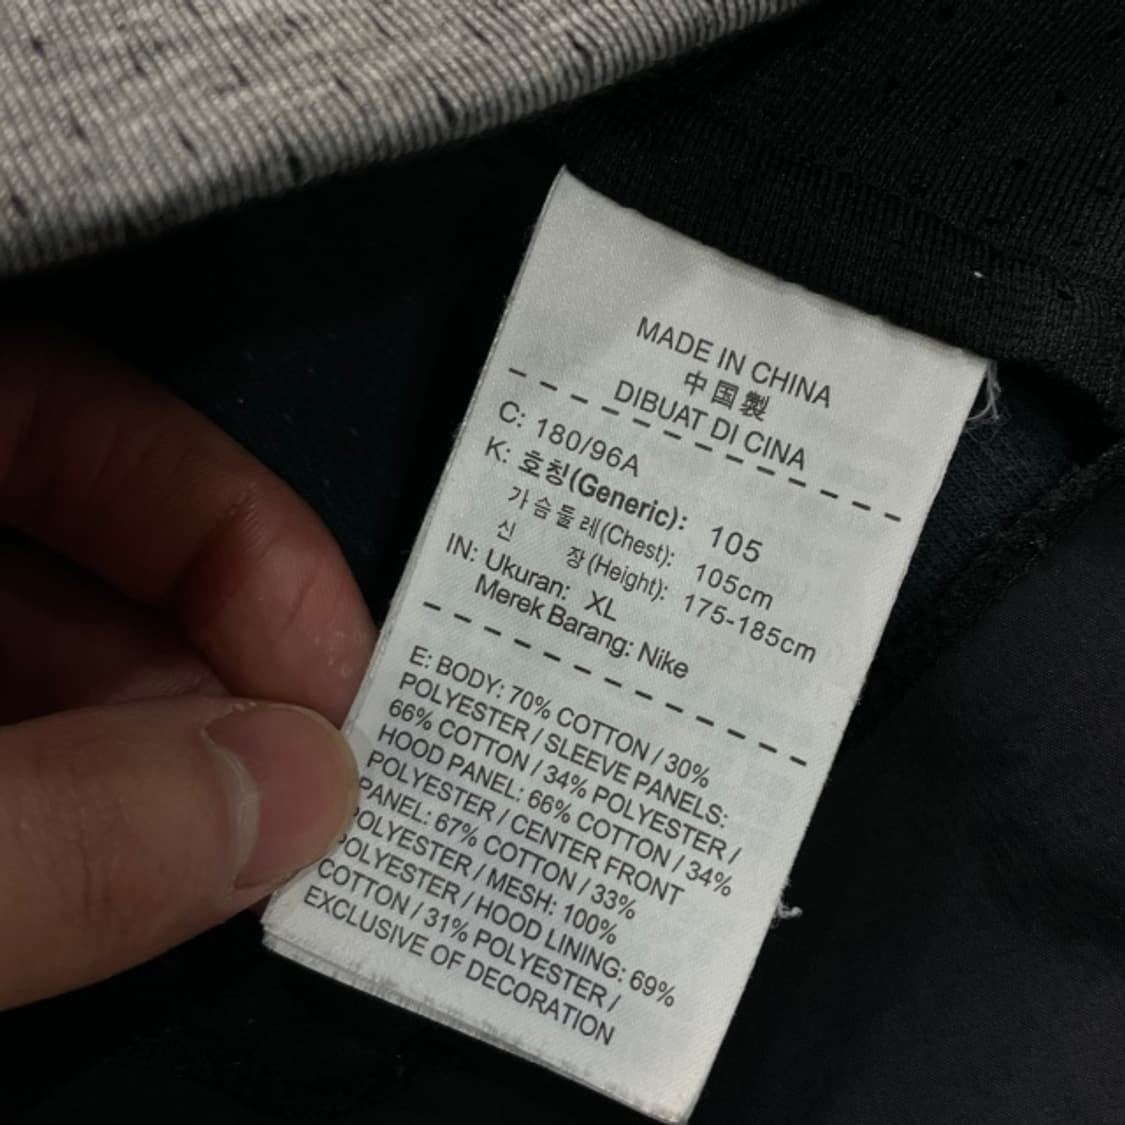 MADE IN CHINA
中国製
DIBUAT DI CINA
C: 180/96A
K: 호칭(Generic): 105
가슴둘레(Chest): 105cm
신 장(Height): 175-185cm
IN: Ukuran: XL
Merek Barang: Nike
E: BODY: 70% COTTON / 30%
POLYESTER / SLEEVE PANELS:
66% COTTON / 34% POLYESTER /
HOOD PANEL: 66% COTTON / 34%
POLYESTER / CENTER FRONT
PANEL: 67% COTTON / 33%
POLYESTER / MESH: 100%
POLYESTER / HOOD LINING: 69%
COTTON / 31% POLYESTER /
EXCLUSIVE OF DECORATION